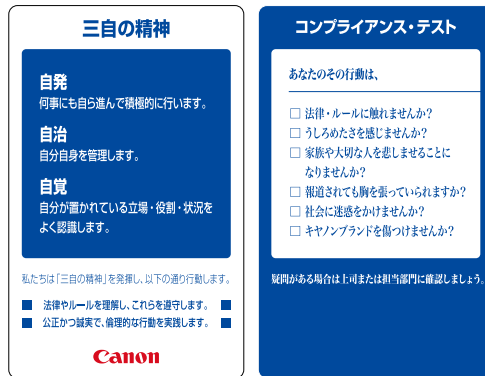 三自の精神
自発
何事にも自ら進んで積極的に行います。
自治
自分自身を管理します。
自覚
自分が置かれている立場・役割・状況を
よく認識します。
私たちは「三自の精神」を発揮し、以下の通り行動します。
■ 法律やルールを理解し、これらを遵守します。 ■
■ 公正かつ誠実で、倫理的な行動を実践します。 ■
Canon
コンプライアンス・テスト
あなたのその行動は、
□ 法律・ルールに触れませんか?
□ うしろめたさを感じませんか?
□ 家族や大切な人を悲しませることに
なりませんか?
□ 報道されても胸を張っていられますか?
□ 社会に迷惑をかけませんか?
□ キヤノンブランドを傷つけませんか?
疑問がある場合は上司または担当部門に確認しましょう。